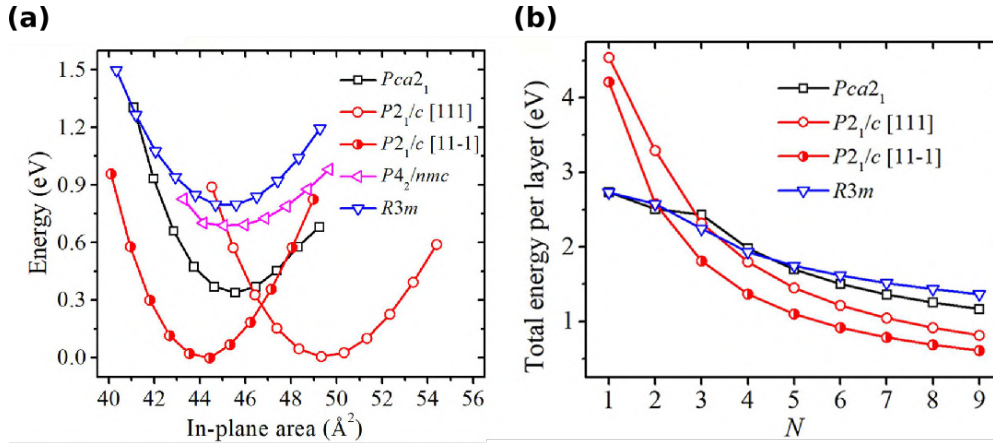 (a)
Energy (eV)
1.5
1.2
0.9
0.6
0.3
0.0
40 42 44 46 48 50 52 54 56
In-plane area (Å²)
Pca2₁
P2₁/c [111]
P2₁/c [11-1]
P4₂/nmc
R3m
(b)
Total energy per layer (eV)
4
3
2
1
1 2 3 4 5 6 7 8 9
N
Pca2₁
P2₁/c [111]
P2₁/c [11-1]
R3m